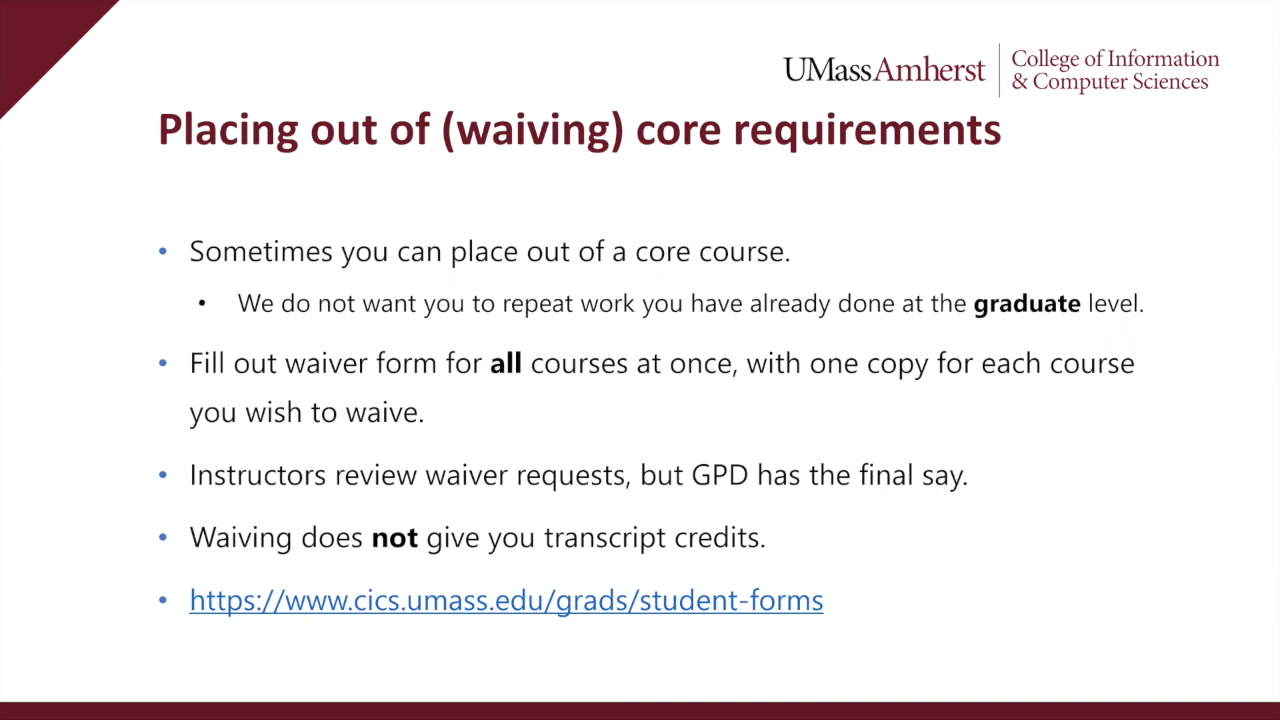 UMassAmherst
College of Information
& Computer Sciences
Placing out of (waiving) core requirements
• Sometimes you can place out of a core course.
• We do not want you to repeat work you have already done at the graduate level.
• Fill out waiver form for all courses at once, with one copy for each course
you wish to waive.
• Instructors review waiver requests, but GPD has the final say.
• Waiving does not give you transcript credits.
• https://www.cics.umass.edu/grads/student-forms